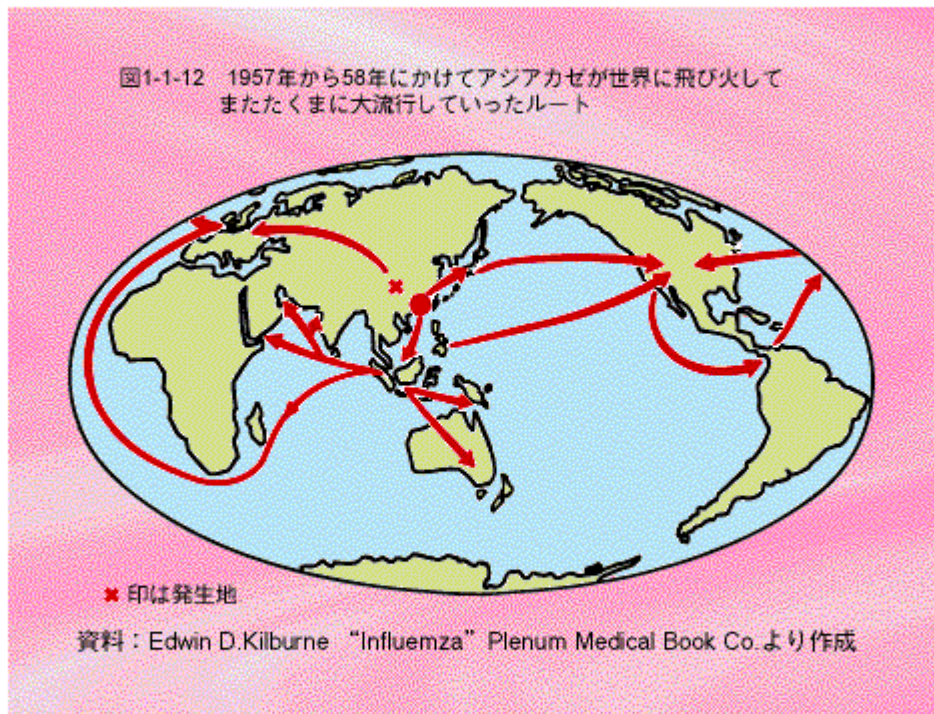 図1-1-12　1957年から58年にかけてアジアカゼが世界に飛び火して
またたくまに大流行していったルート
✖ 印は発生地
資料：Edwin D.Kilburne　“Influemza” Plenum Medical Book Co.より作成